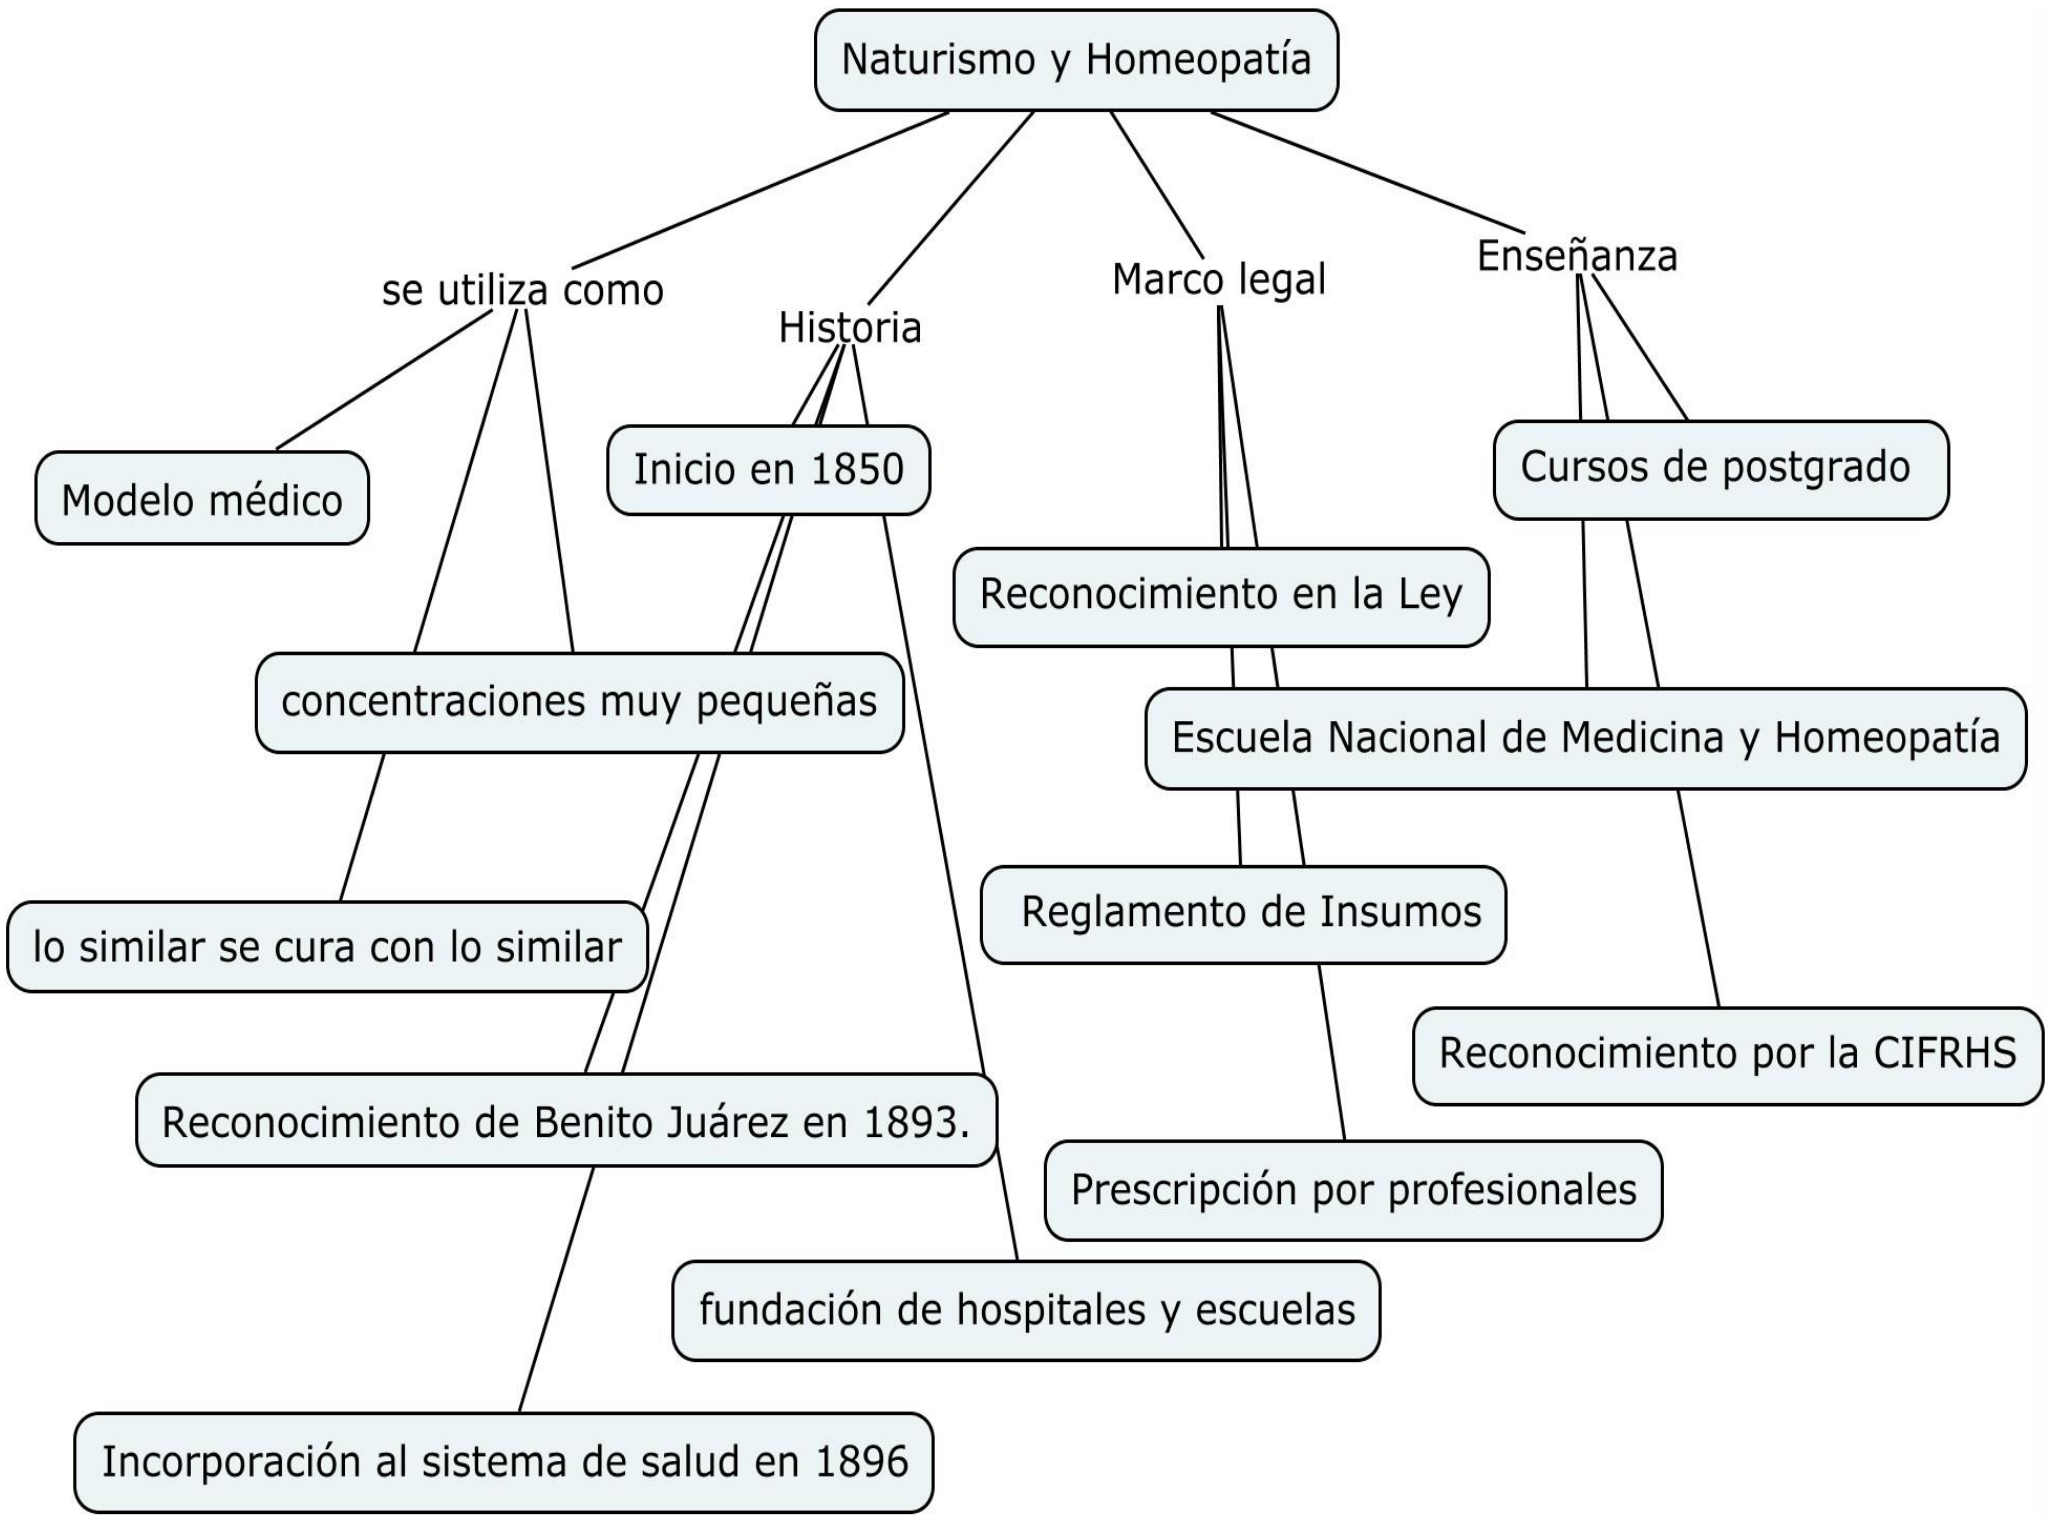 Naturismo y Homeopatía
se utiliza como
Historia
Marco legal
Enseñanza
Modelo médico
Inicio en 1850
Cursos de postgrado
Reconocimiento en la Ley
concentraciones muy pequeñas
Escuela Nacional de Medicina y Homeopatía
lo similar se cura con lo similar
Reglamento de Insumos
Reconocimiento por la CIFRHS
Reconocimiento de Benito Juárez en 1893.
Prescripción por profesionales
fundación de hospitales y escuelas
Incorporación al sistema de salud en 1896